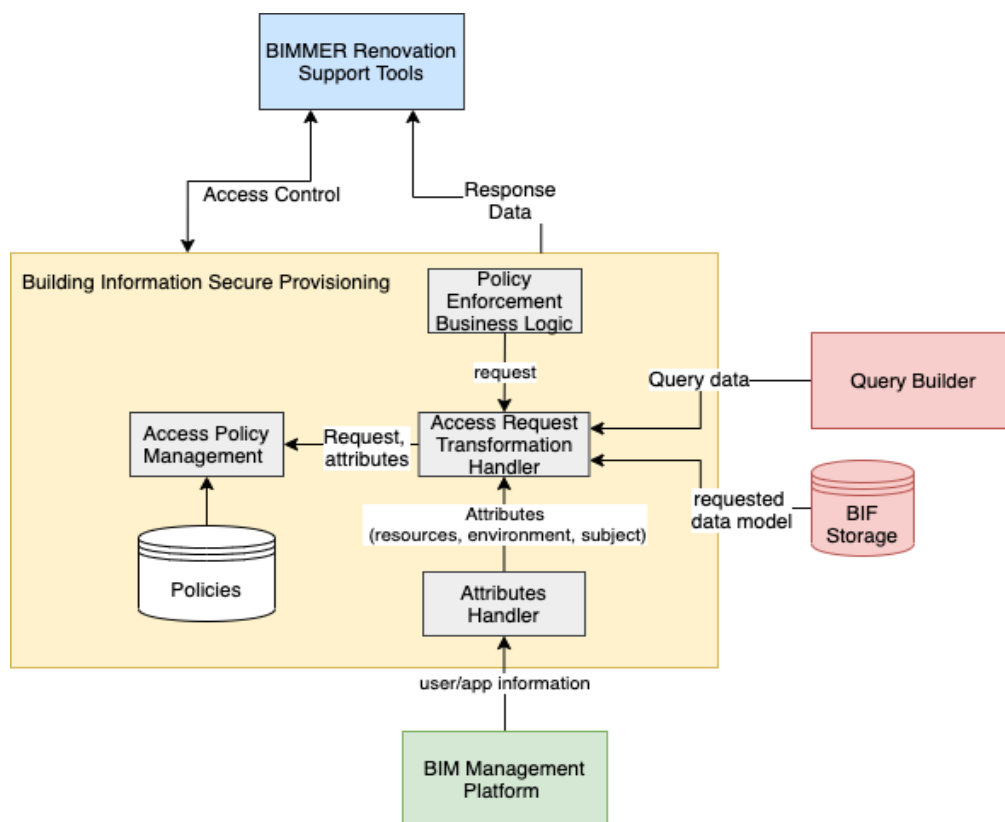 BIMMER Renovation
Support Tools
Access Control
Response
Data
Building Information Secure Provisioning
Policy
Enforcement
Business Logic
request
Query data
Query Builder
Access Policy
Management
Request,
attributes
Access Request
Transformation
Handler
requested
data model
BIF
Storage
Attributes
(resources, environment, subject)
Policies
Attributes
Handler
user/app information
BIM Management
Platform